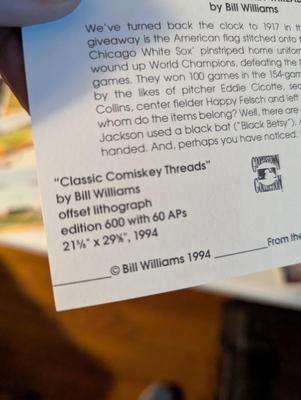 by Bill Williams
We've turned back the clock to 1917 in th
giveaway is the American flag stitched onto t
Chicago White Sox' pinstriped home uniform
wound up World Champions, defeating the
games. They won 100 games in the 154-gam
by the likes of pitcher Eddie Cicotte, sec
Collins, center fielder Happy Felsch and left
whom do the items belong? Well, there are
Jackson used a black bat ("Black Betsy").
handed. And, perhaps you have noticed,
"Classic Comiskey Threads"
by Bill Williams
offset lithograph
edition 600 with 60 APs
21⅝" x 29⅜", 1994
COOPERSTOWN
COLLECTION
© Bill Williams 1994
From the